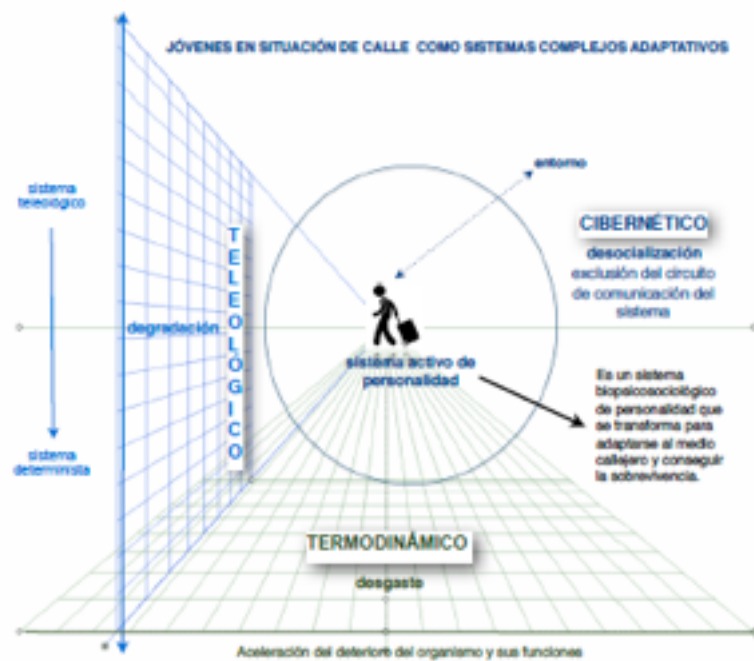 JÓVENES EN SITUACIÓN DE CALLE COMO SISTEMAS COMPLEJOS ADAPTATIVOS
entorno
sistema
teleológico
CIBERNÉTICO
desocialización
exclusión del circuito
de comunicación del
sistema
TELEOLOGICO
degradación
sistema activo de
personalidad
Es un sistema
biopsicosociológico
de personalidad que
se transforma para
adaptarse al medio
callejero y conseguir
la sobrevivencia.
sistema
determinista
TERMODINÁMICO
desgaste
Aceleración del deterioro del organismo y sus funciones